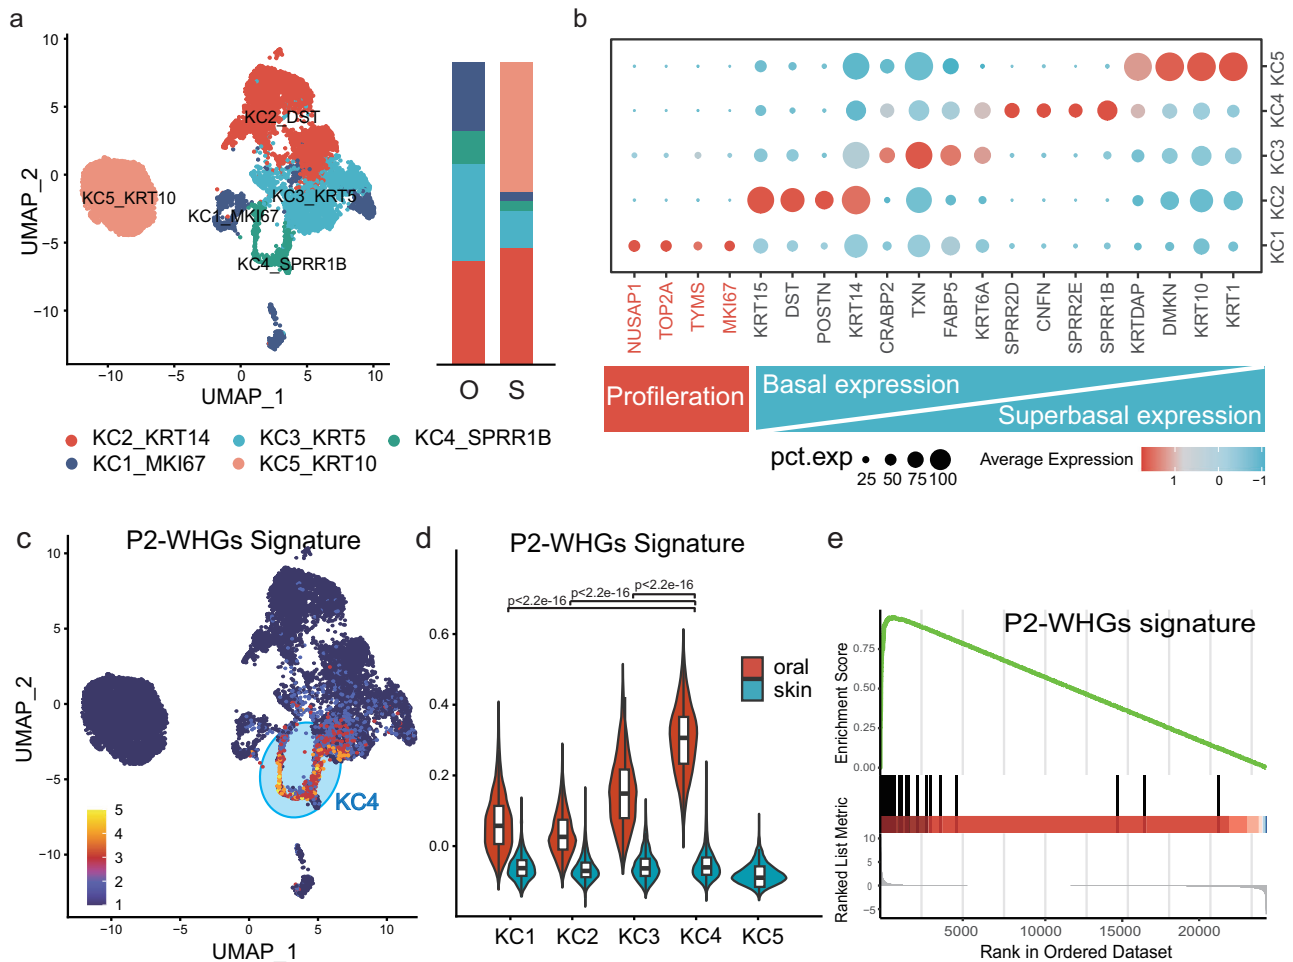 a
10
5
0
−5
−10
UMAP_2
KC2_DST
KC5_KRT10
KC3_KRT5
KC1_MKI67
KC4_SPRR1B
−10
−5
0
5
10
UMAP_1
O
S
KC2_KRT14
KC3_KRT5
KC4_SPRR1B
KC1_MKI67
KC5_KRT10
b
KC5
KC4
KC3
KC2
KC1
NUSAP1
TOP2A
TYMS
MKI67
KRT15
DST
POSTN
KRT14
CRABP2
TXN
FABP5
KRT6A
SPRR2D
CNFN
SPRR2E
SPRR1B
KRTDAP
DMKN
KRT10
KRT1
Profileration
Basal expression
Superbasal expression
pct.exp
25
50
75
100
Average Expression
1
0
−1
c
P2-WHGs Signature
10
5
0
−5
−10
UMAP_2
KC4
5
4
3
2
1
−10
−5
0
5
10
UMAP_1
d
P2-WHGs Signature
p<2.2e-16
p<2.2e-16
p<2.2e-16
0.6
0.4
0.2
0.0
oral
skin
KC1
KC2
KC3
KC4
KC5
e
P2-WHGs signature
Enrichment Score
0.75
0.50
0.25
0.00
Ranked List Metric
10
5
0
−5
5000
10000
15000
20000
Rank in Ordered Dataset